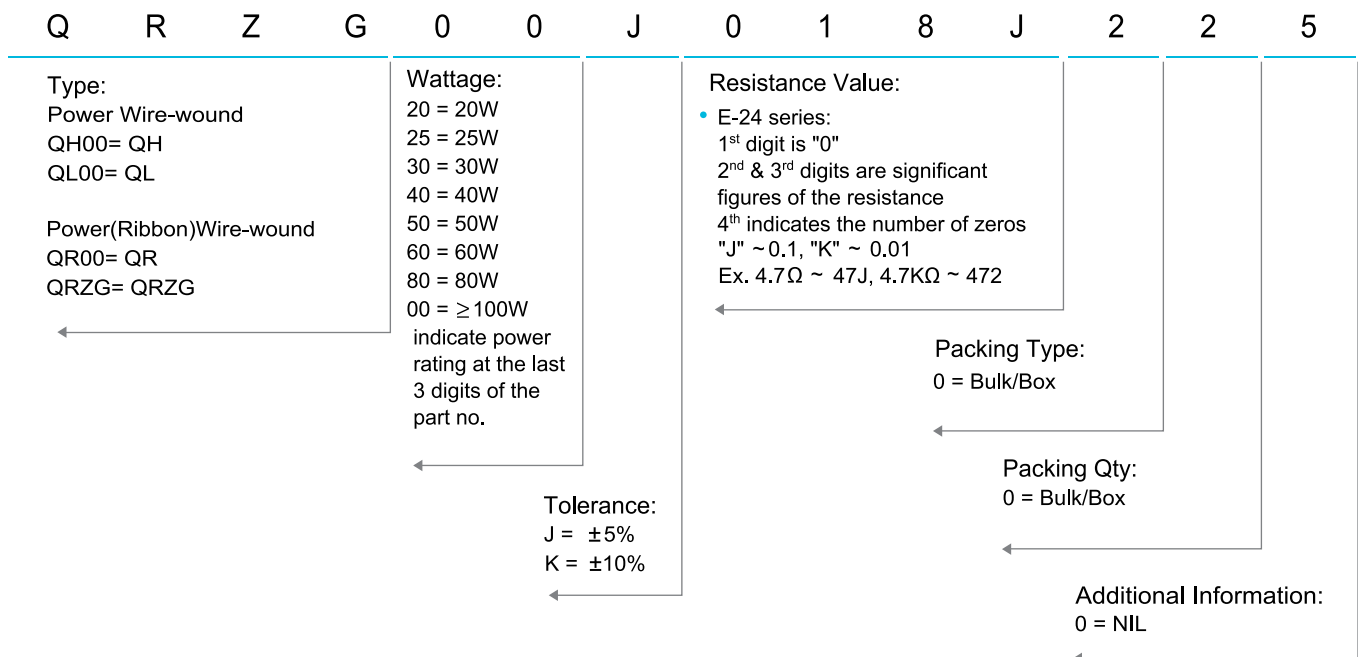 Q R Z G 0 0 J 0 1 8 J 2 2 5
Type:
Power Wire-wound
QH00= QH
QL00= QL
Power(Ribbon)Wire-wound
QR00= QR
QRZG= QRZG
Wattage:
20 = 20W
25 = 25W
30 = 30W
40 = 40W
50 = 50W
60 = 60W
80 = 80W
00 = ≥100W
indicate power
rating at the last
3 digits of the
part no.
Tolerance:
J = ±5%
K = ±10%
Resistance Value:
• E-24 series:
1st digit is "0"
2nd & 3rd digits are significant
figures of the resistance
4th indicates the number of zeros
"J" ~0.1, "K" ~ 0.01
Ex. 4.7Ω ~ 47J, 4.7KΩ ~ 472
Packing Type:
0 = Bulk/Box
Packing Qty:
0 = Bulk/Box
Additional Information:
0 = NIL